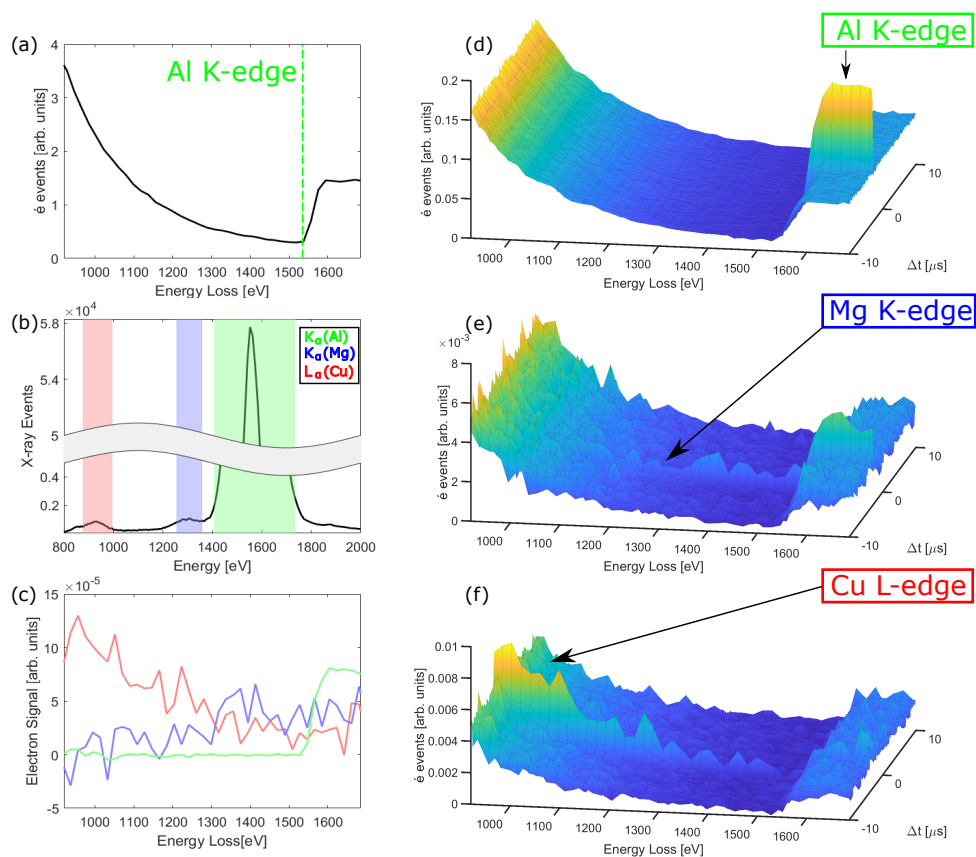 (a)
4
3
2
1
0
é events [arb. units]
Al K-edge
1000 1100 1200 1300 1400 1500 1600
Energy Loss [eV]
(b)
×10⁴
5.8
5.4
5
0.4
0.2
X-ray Events
Kα(Al)
Kα(Mg)
Lα(Cu)
800 1000 1200 1400 1600 1800 2000
Energy [eV]
(c)
×10⁻⁵
15
10
5
0
-5
Electron Signal [arb. units]
1000 1100 1200 1300 1400 1500 1600
Energy Loss[eV]
(d)
Al K-edge
0.2
0.15
0.1
0.05
0
é events [arb. units]
1000 1100 1200 1300 1400 1500 1600
Energy Loss [eV]
10
0
-10
Δt [μs]
(e)
Mg K-edge
×10⁻³
8
6
4
2
0
é events [arb. units]
1000 1100 1200 1300 1400 1500 1600
Energy Loss [eV]
10
0
-10
Δt [μs]
(f)
Cu L-edge
0.01
0.008
0.006
0.004
0.002
0
é events [arb. units]
1000 1100 1200 1300 1400 1500 1600
Energy Loss [eV]
10
0
-10
Δt [μs]